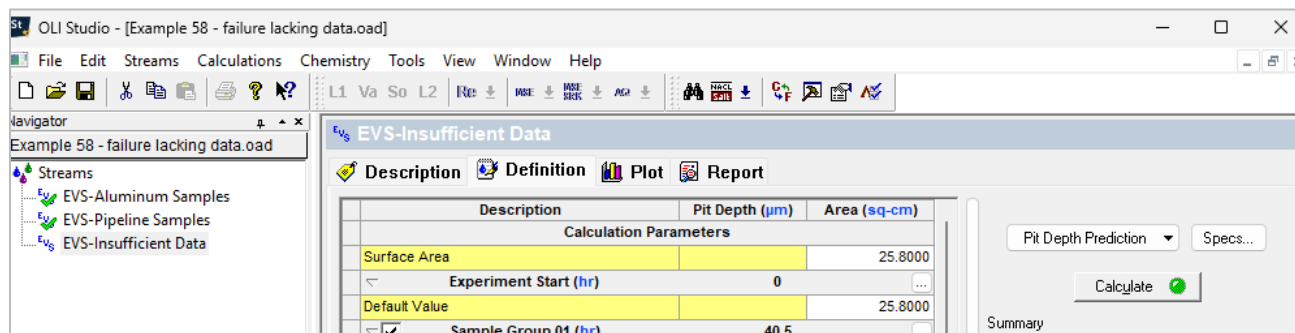 St OLI Studio - [Example 58 - failure lacking data.oad]
File Edit Streams Calculations Chemistry Tools View Window Help
L1 Va So L2
Navigator
Example 58 - failure lacking data.oad
Streams
EVS-Aluminum Samples
EVS-Pipeline Samples
EVS-Insufficient Data
EVS-Insufficient Data
Description Definition Plot Report
Description Pit Depth (µm) Area (sq-cm)
Calculation Parameters
Surface Area 25.8000
Experiment Start (hr) 0 ...
Default Value 25.8000
Sample Group 01 (hr) 40.5
Pit Depth Prediction Specs...
Calculate
Summary